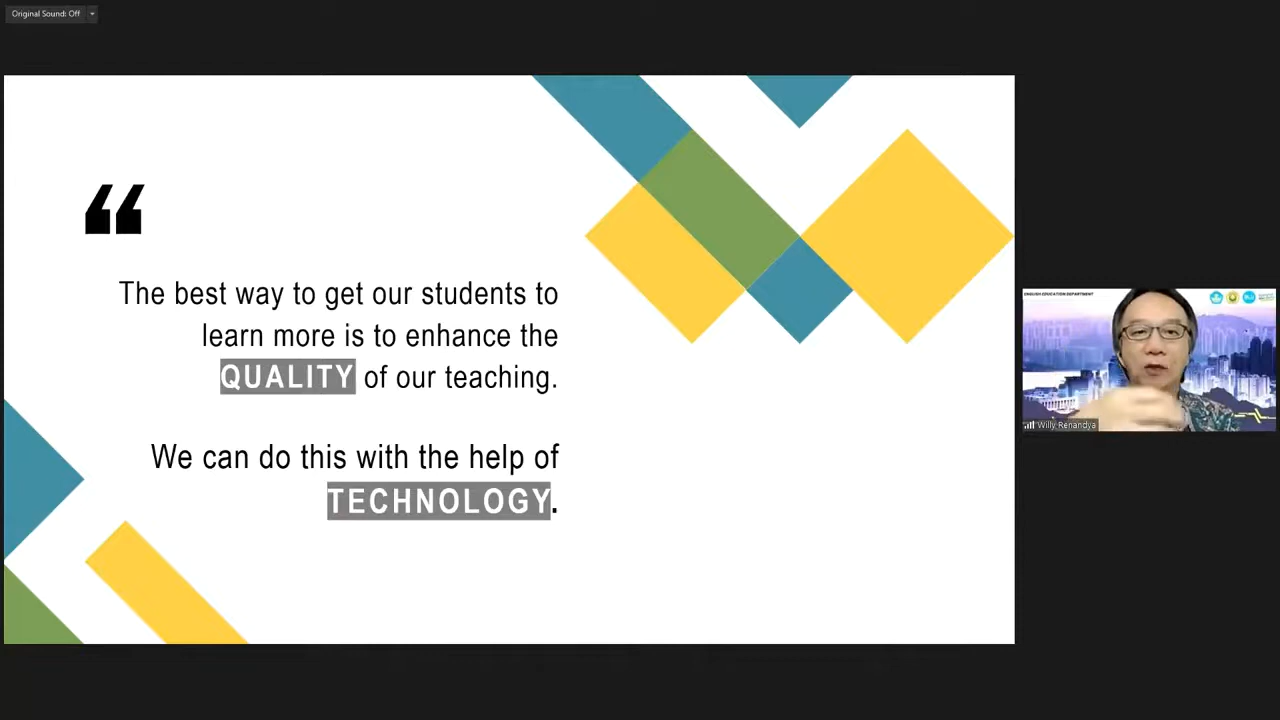 Original Sound: Off
“
The best way to get our students to
learn more is to enhance the
QUALITY of our teaching.
We can do this with the help of
TECHNOLOGY.
ENGLISH EDUCATION DEPARTMENT
Willy Renandya